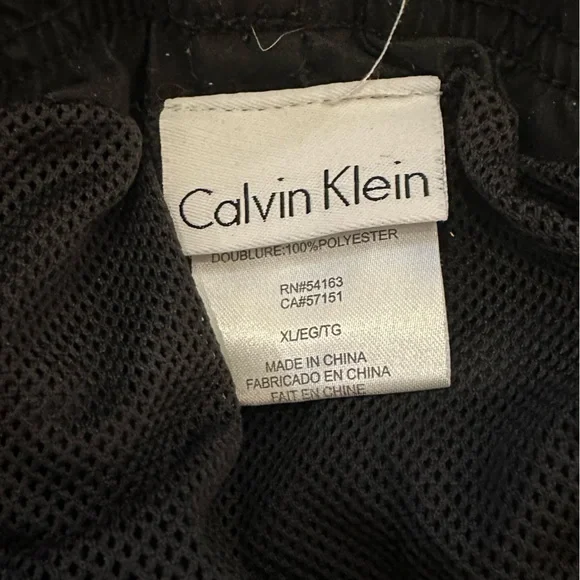 Calvin Klein
DOUBLURE:100%POLYESTER
RN#54163
CA#57151
XL/EG/TG
MADE IN CHINA
FABRICADO EN CHINA
FAIT EN CHINE